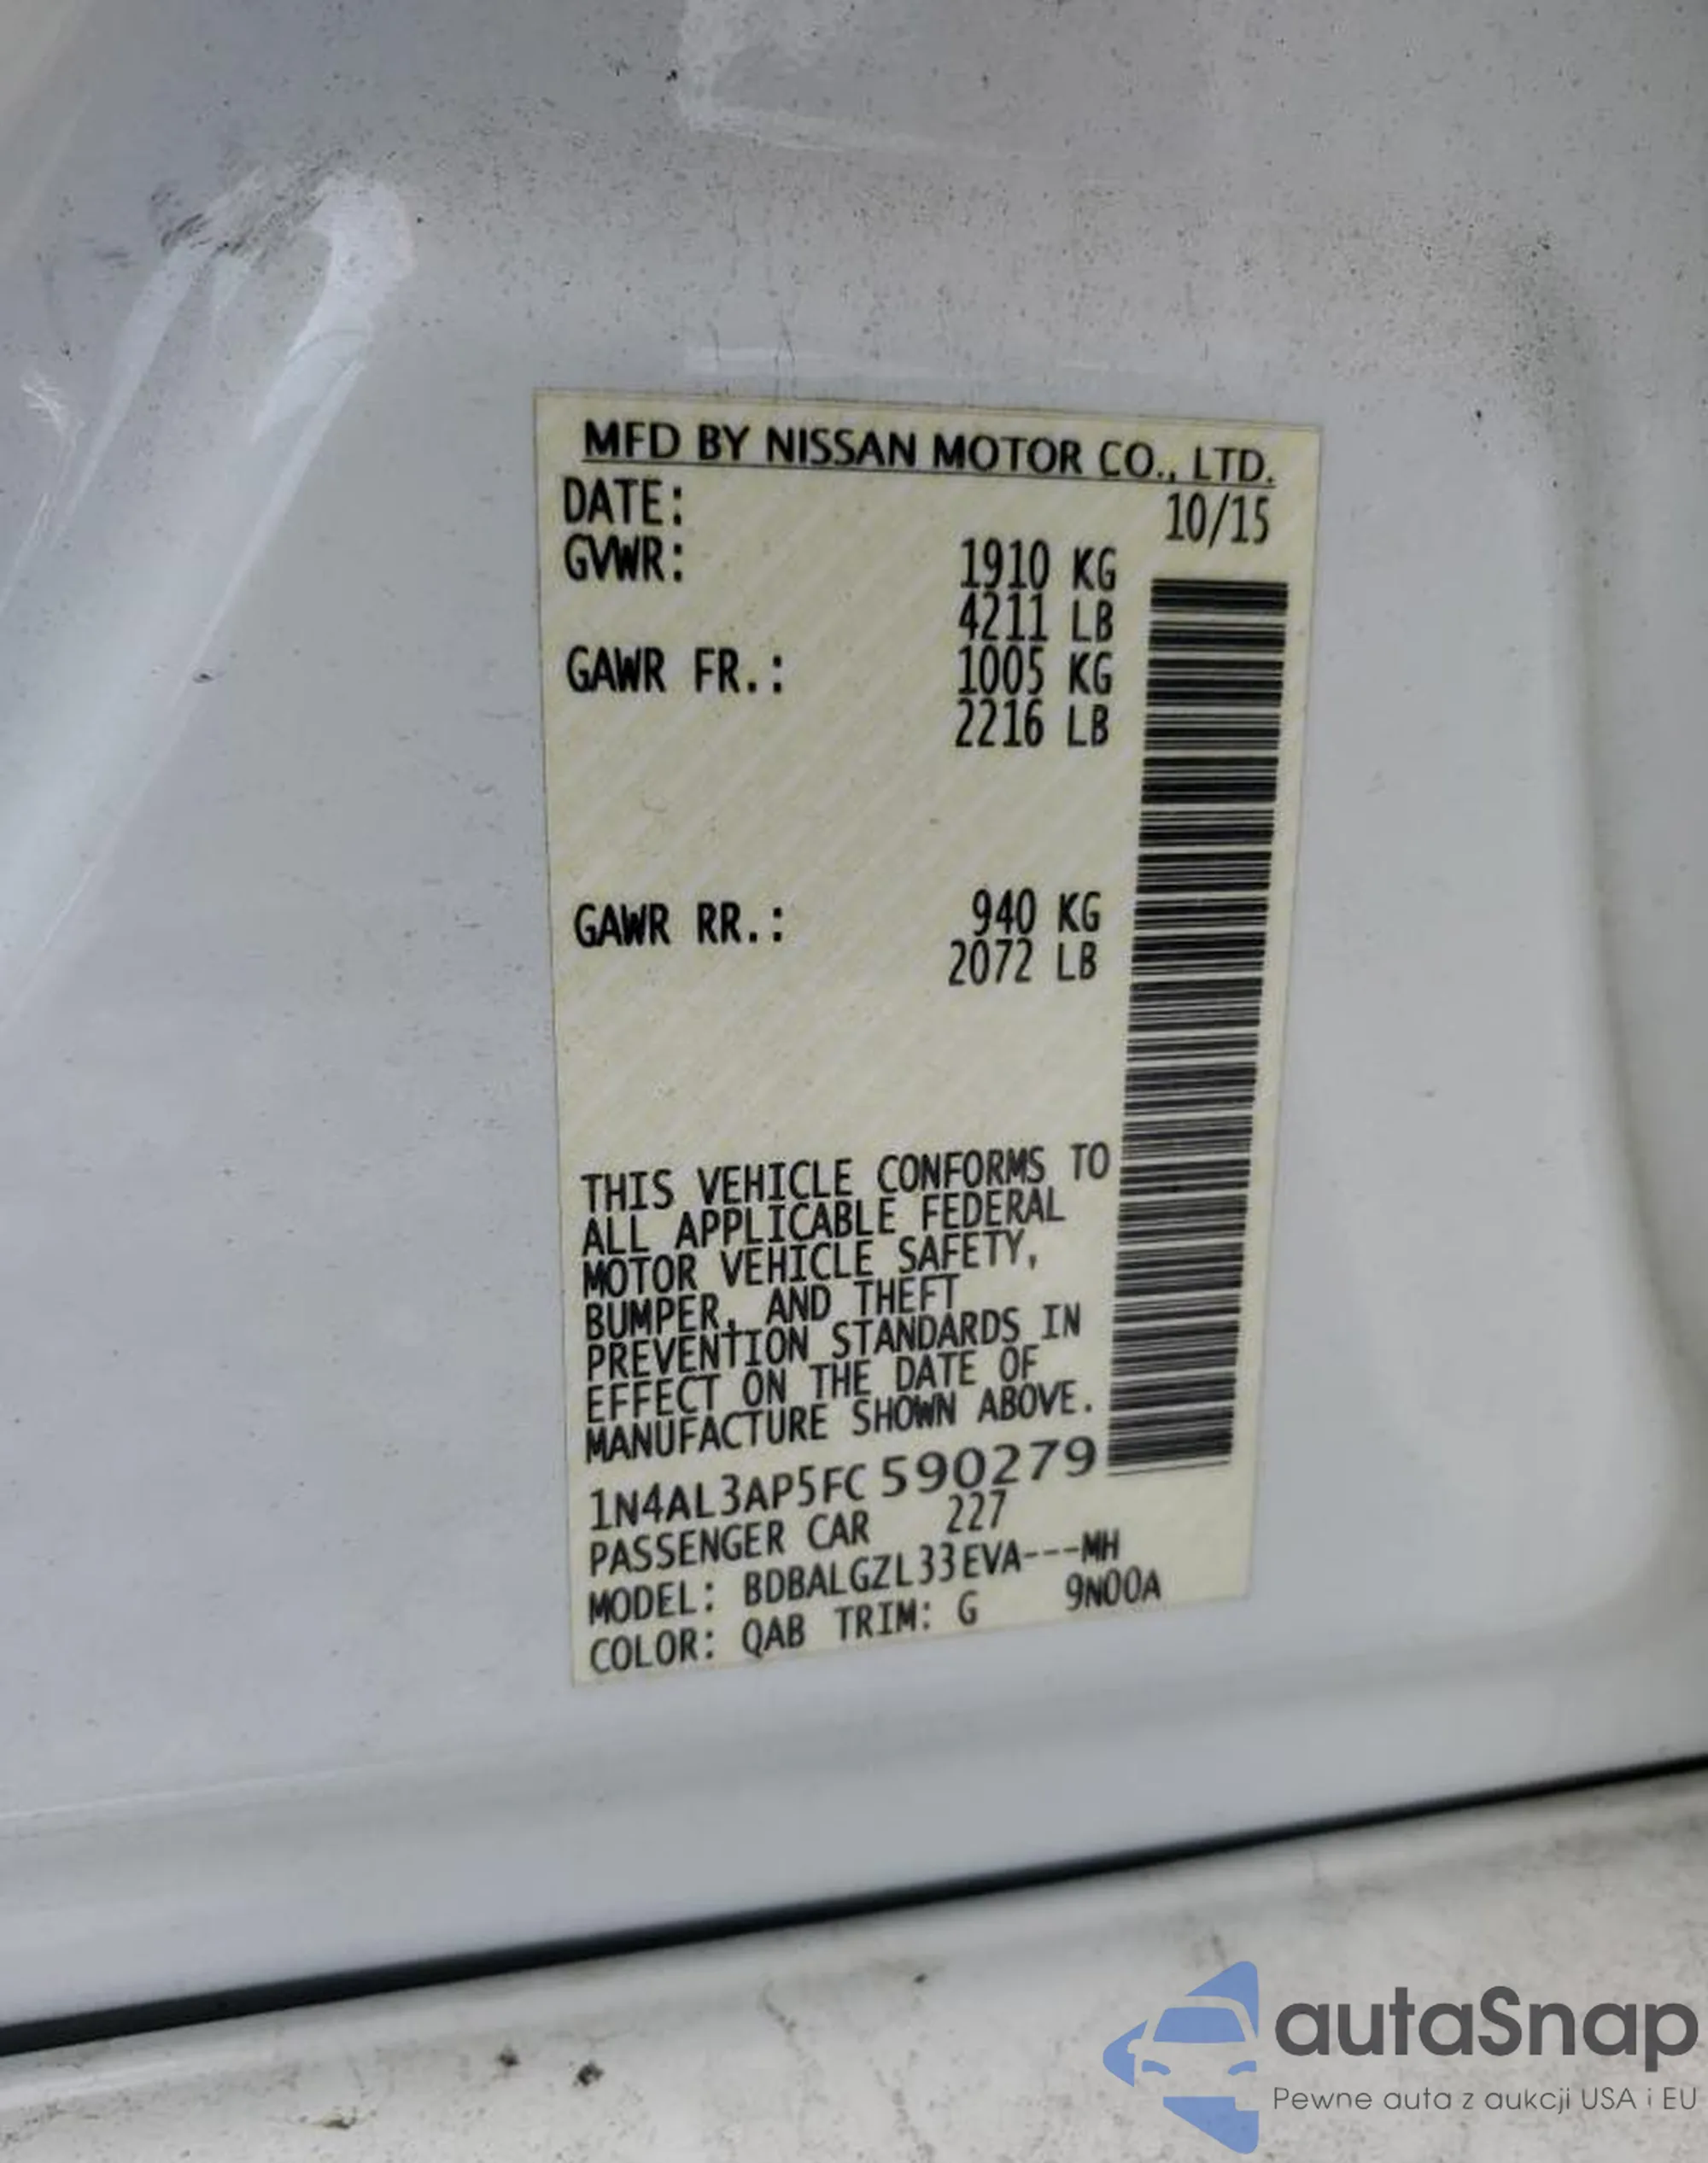 MFD BY NISSAN MOTOR CO., LTD.
DATE: 10/15
GVWR: 1910 KG
4211 LB
GAWR FR.: 1005 KG
2216 LB
GAWR RR.: 940 KG
2072 LB
THIS VEHICLE CONFORMS TO
ALL APPLICABLE FEDERAL
MOTOR VEHICLE SAFETY,
BUMPER, AND THEFT
PREVENTION STANDARDS IN
EFFECT ON THE DATE OF
MANUFACTURE SHOWN ABOVE.
1N4AL3AP5FC590279
PASSENGER CAR 227
MODEL: BDBALGZL33EVA---MH
COLOR: QAB TRIM: G 9N00A
autaSnap
Pewne auta z aukcji USA i EU